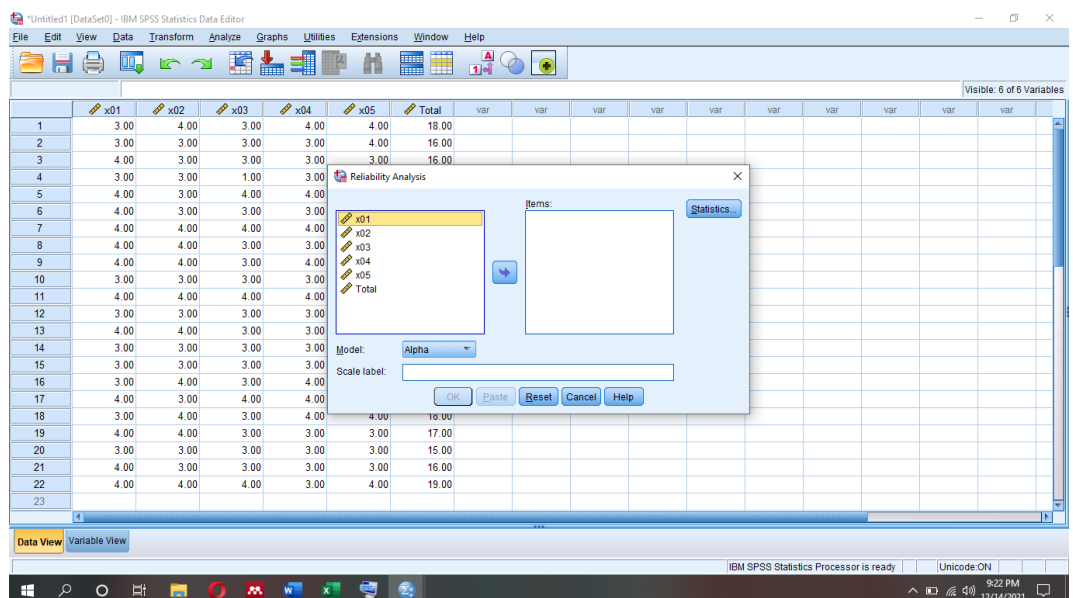 *Untitled1 [DataSet0] - IBM SPSS Statistics Data Editor
File Edit View Data Transform Analyze Graphs Utilities Extensions Window Help
Visible: 6 of 6 Variables
x01 x02 x03 x04 x05 Total var var var var var var var var var var
1 3.00 4.00 3.00 4.00 4.00 18.00
2 3.00 3.00 3.00 3.00 4.00 16.00
3 4.00 3.00 3.00 3.00 3.00 16.00
4 3.00 3.00 1.00 3.00
5 4.00 3.00 4.00 4.00
6 4.00 3.00 3.00 3.00
7 4.00 4.00 4.00 4.00
8 4.00 4.00 3.00 3.00
9 4.00 4.00 3.00 4.00
10 3.00 3.00 3.00 3.00
11 4.00 4.00 4.00 4.00
12 3.00 3.00 3.00 3.00
13 4.00 4.00 3.00 3.00
14 3.00 3.00 3.00 3.00
15 3.00 3.00 3.00 3.00
16 3.00 4.00 3.00 4.00
17 4.00 3.00 4.00 4.00
18 3.00 4.00 3.00 4.00 4.00 18.00
19 4.00 4.00 3.00 3.00 3.00 17.00
20 3.00 3.00 3.00 3.00 3.00 15.00
21 4.00 3.00 3.00 3.00 3.00 16.00
22 4.00 4.00 4.00 3.00 4.00 19.00
23
Reliability Analysis
Items:
Statistics...
x01
x02
x03
x04
x05
Total
Model: Alpha
Scale label:
OK Paste Reset Cancel Help
Data View Variable View
IBM SPSS Statistics Processor is ready Unicode:ON
9:22 PM
12/14/2021